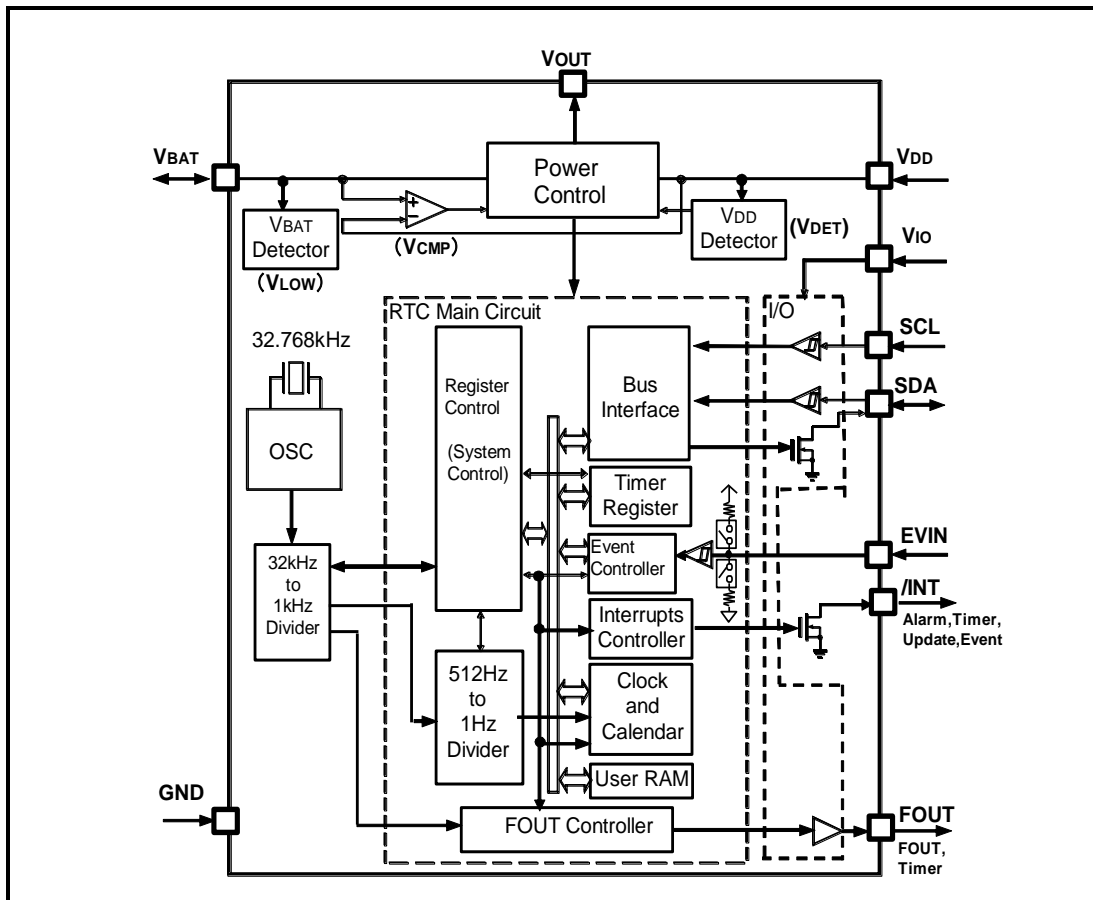 VOUT
VBAT
Power
Control
VDD
+
−
VBAT
Detector
(VLOW)
(VCMP)
VDD
Detector
(VDET)
VIO
RTC Main Circuit
I/O
32.768kHz
OSC
Register
Control
(System
Control)
Bus
Interface
SCL
SDA
Timer
Register
Event
Controller
EVIN
32kHz
to
1kHz
Divider
Interrupts
Controller
/INT
Alarm,Timer,
Update,Event
512Hz
to
1Hz
Divider
Clock
and
Calendar
User RAM
GND
FOUT Controller
FOUT
FOUT,
Timer